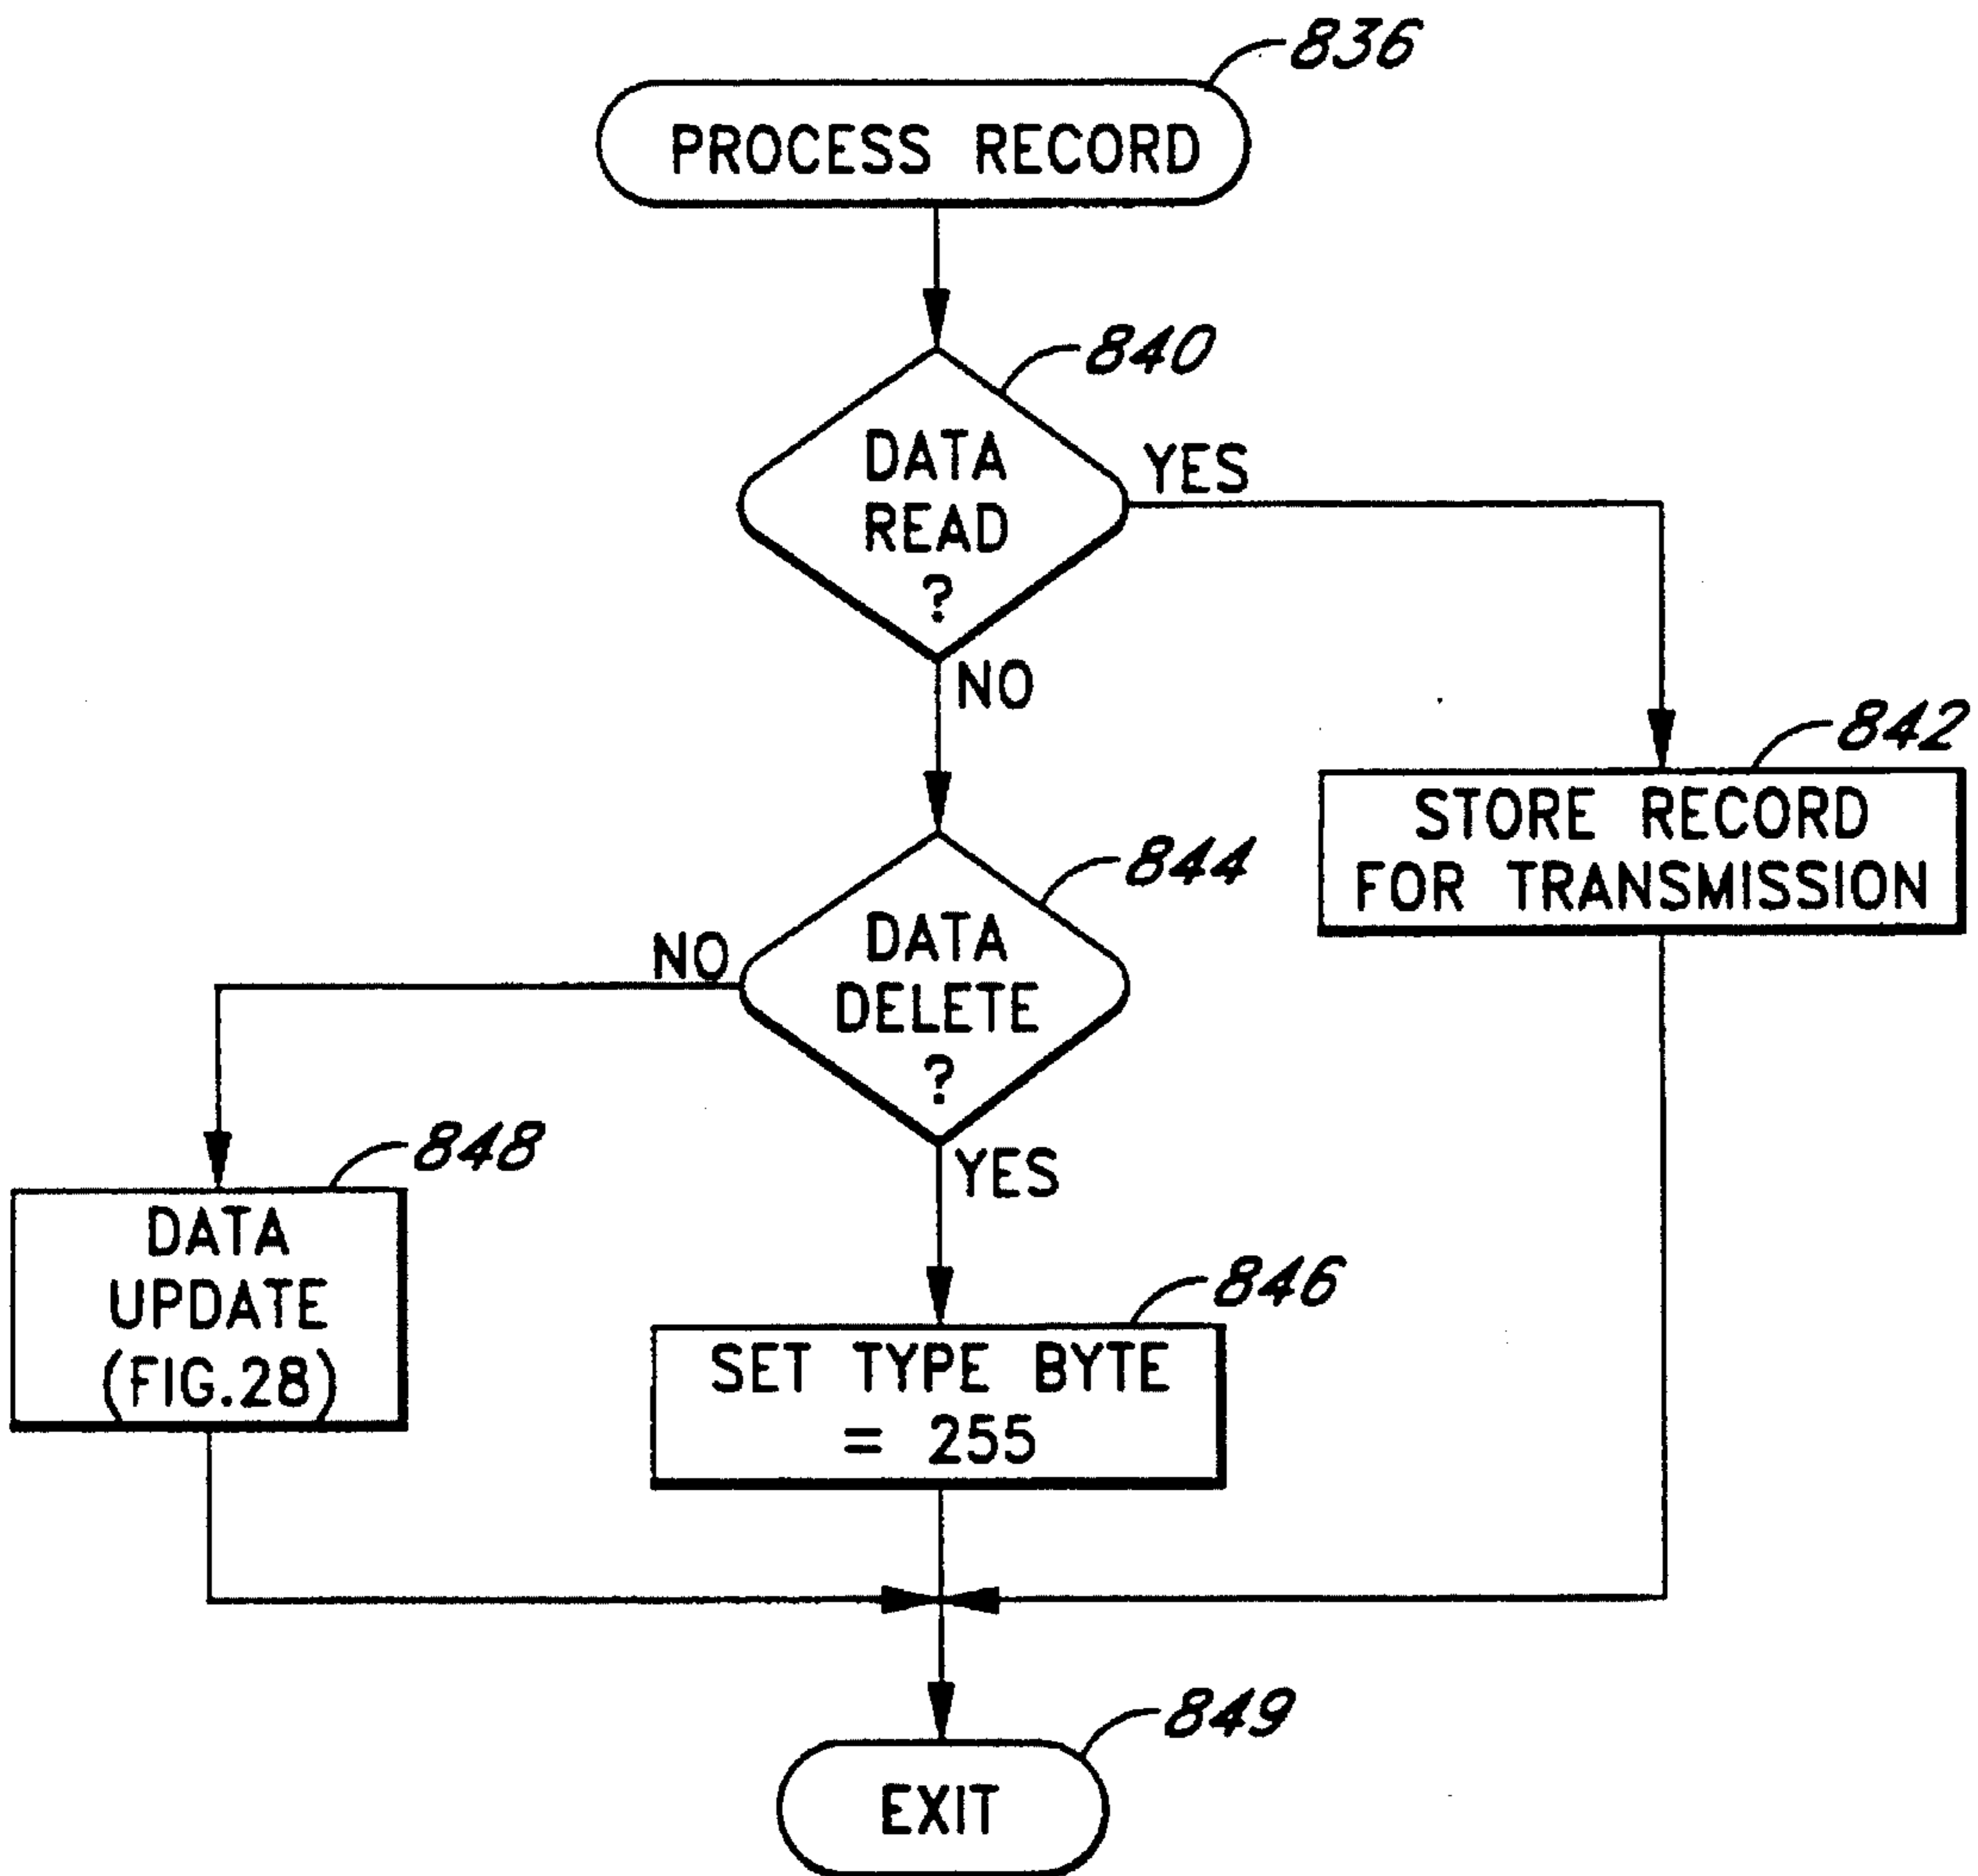 836
PROCESS RECORD
840
DATA
READ
?
YES
NO
842
STORE RECORD
FOR TRANSMISSION
844
DATA
DELETE
?
NO
YES
848
DATA
UPDATE
(FIG.28)
846
SET TYPE BYTE
= 255
849
EXIT